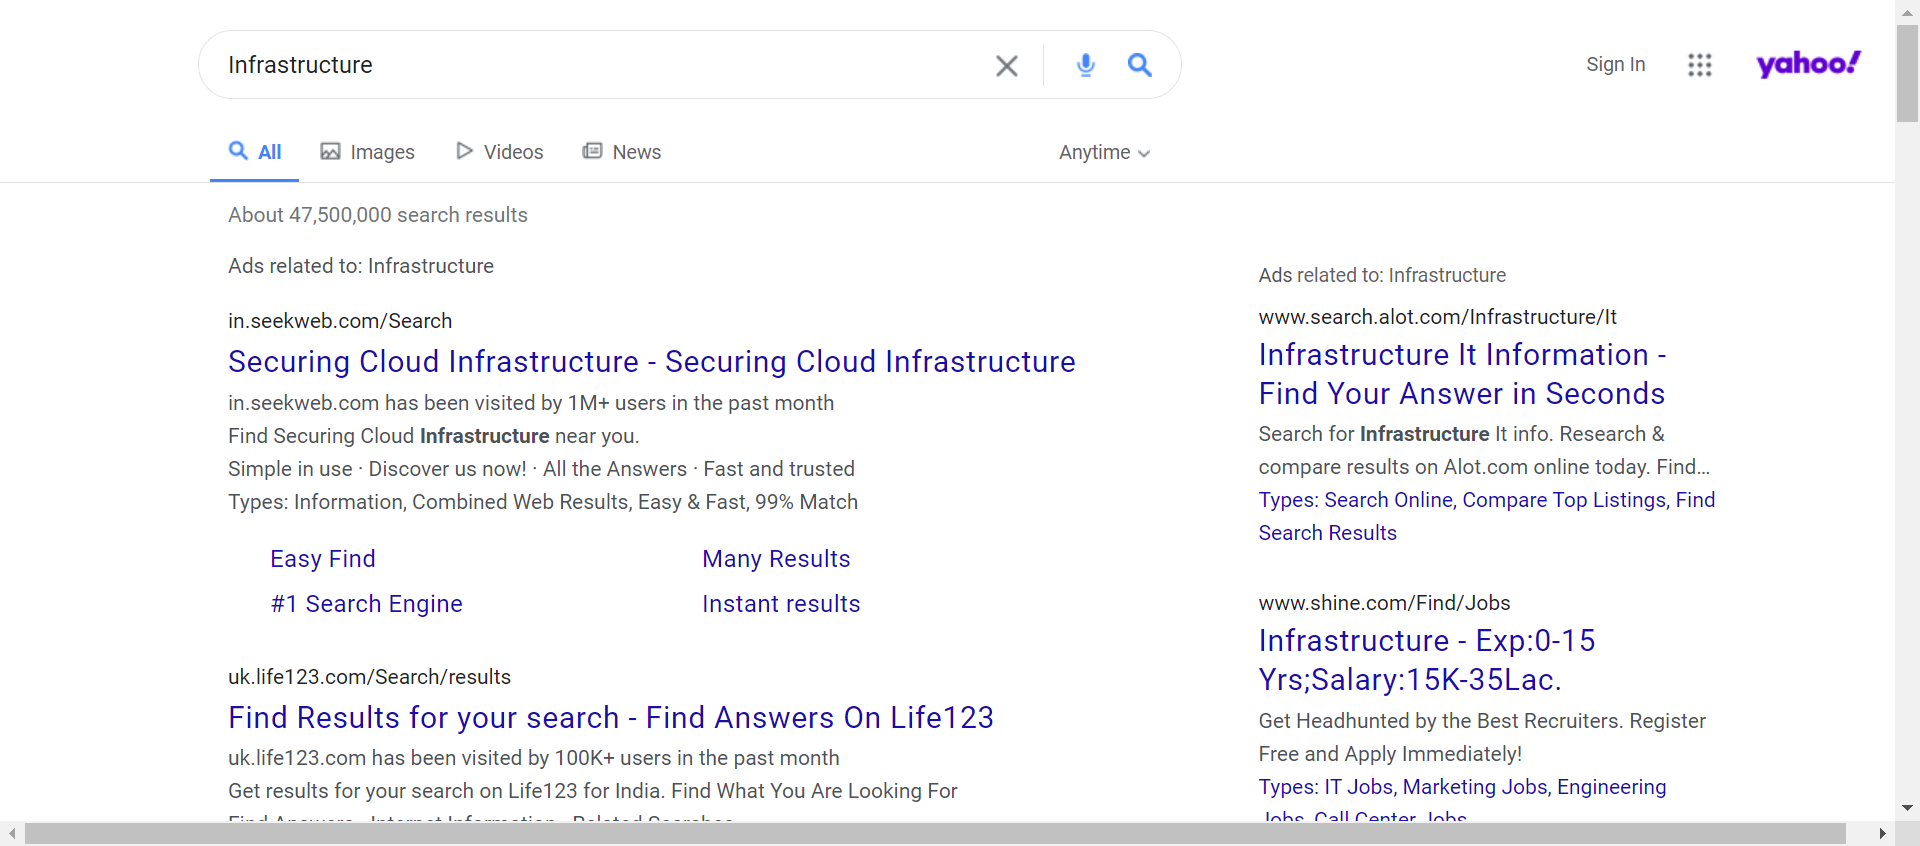 Infrastructure
Sign In
yahoo!
All
Images
Videos
News
Anytime
About 47,500,000 search results
Ads related to: Infrastructure
in.seekweb.com/Search
Securing Cloud Infrastructure - Securing Cloud Infrastructure
in.seekweb.com has been visited by 1M+ users in the past month
Find Securing Cloud Infrastructure near you.
Simple in use · Discover us now! · All the Answers · Fast and trusted
Types: Information, Combined Web Results, Easy & Fast, 99% Match
Easy Find
Many Results
#1 Search Engine
Instant results
uk.life123.com/Search/results
Find Results for your search - Find Answers On Life123
uk.life123.com has been visited by 100K+ users in the past month
Get results for your search on Life123 for India. Find What You Are Looking For
Find Answers · Internet Information · Related Searches
Ads related to: Infrastructure
www.search.alot.com/Infrastructure/It
Infrastructure It Information -
Find Your Answer in Seconds
Search for Infrastructure It info. Research &
compare results on Alot.com online today. Find...
Types: Search Online, Compare Top Listings, Find
Search Results
www.shine.com/Find/Jobs
Infrastructure - Exp:0-15
Yrs;Salary:15K-35Lac.
Get Headhunted by the Best Recruiters. Register
Free and Apply Immediately!
Types: IT Jobs, Marketing Jobs, Engineering
Jobs, Call Center Jobs